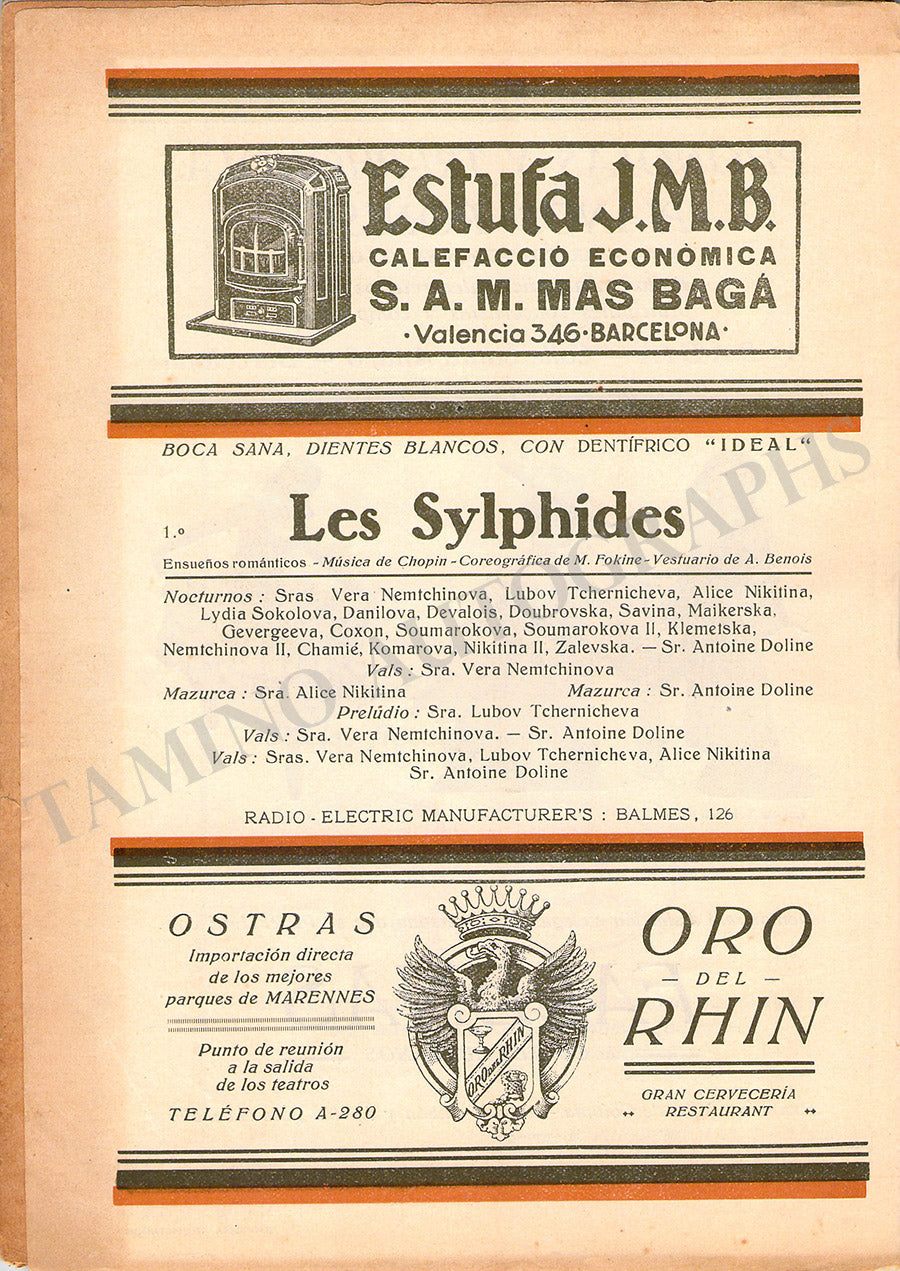 Estufa J.M.B.
CALEFACCIÓ ECONÒMICA
S. A. M. MAS BAGÁ
·Valencia 346·BARCELONA·
BOCA SANA, DIENTES BLANCOS, CON DENTÍFRICO "IDEAL"
1.º Les Sylphides
Ensueños románticos - Música de Chopin - Coreográfica de M. Fokine - Vestuario de A. Benois
Nocturnos : Sras Vera Nemtchinova, Lubov Tchernicheva, Alice Nikitina,
Lydia Sokolova, Danilova, Devalois, Doubrovska, Savina, Maikerska,
Gevergeeva, Coxon, Soumarokova, Soumarokova II, Klemetska,
Nemtchinova II, Chamié, Komarova, Nikitina II, Zalevska. — Sr. Antoine Doline
Vals : Sra. Vera Nemtchinova
Mazurca : Sra. Alice Nikitina Mazurca : Sr. Antoine Doline
Prelúdio : Sra. Lubov Tchernicheva
Vals : Sra. Vera Nemtchinova. — Sr. Antoine Doline
Vals : Sras. Vera Nemtchinova, Lubov Tchernicheva, Alice Nikitina
Sr. Antoine Doline
RADIO - ELECTRIC MANUFACTURER'S : BALMES, 126
OSTRAS
Importación directa
de los mejores
parques de MARENNES
Punto de reunión
a la salida
de los teatros
TELÉFONO A-280
ORO DEL RHIN
ORO
— DEL —
RHIN
GRAN CERVECERÍA
RESTAURANT
TAMINO AUTOGRAPHS